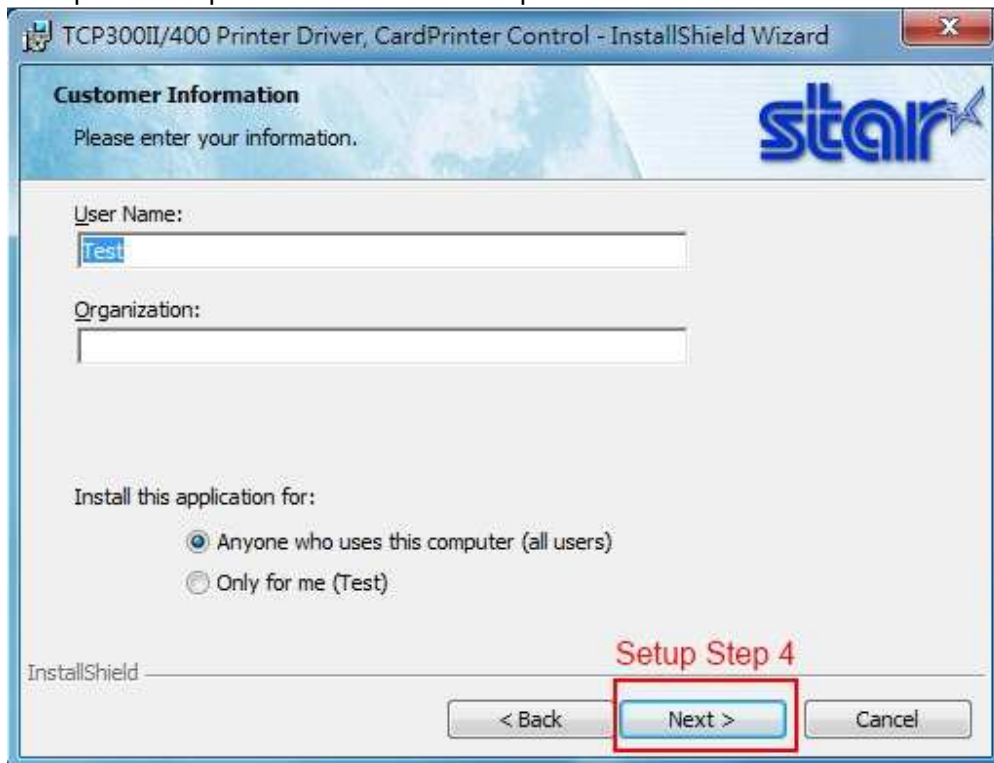 TCP300II/400 Printer Driver, CardPrinter Control - InstallShield Wizard
Customer Information
Please enter your information.
star
User Name:
Test
Organization:
Install this application for:
Anyone who uses this computer (all users)
Only for me (Test)
Setup Step 4
InstallShield
< Back
Next >
Cancel